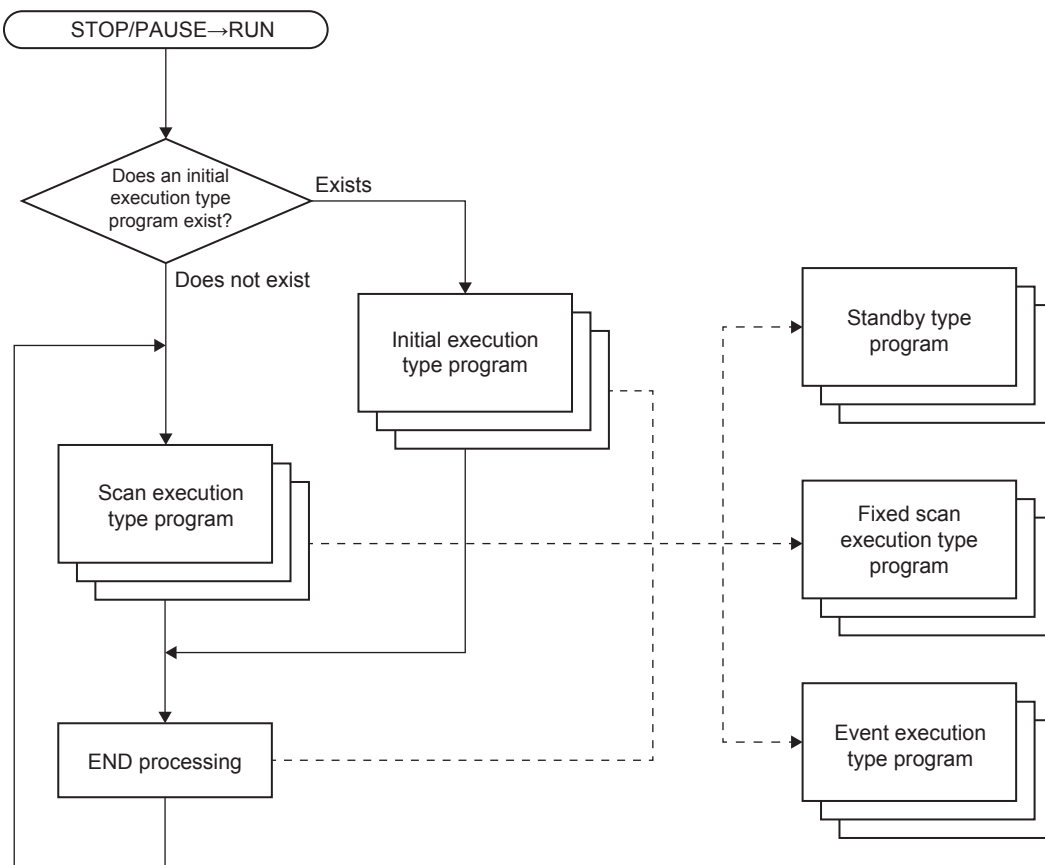 STOP/PAUSE→RUN
Does an initial
execution type
program exist?
Exists
Does not exist
Initial execution
type program
Standby type
program
Scan execution
type program
Fixed scan
execution type
program
END processing
Event execution
type program